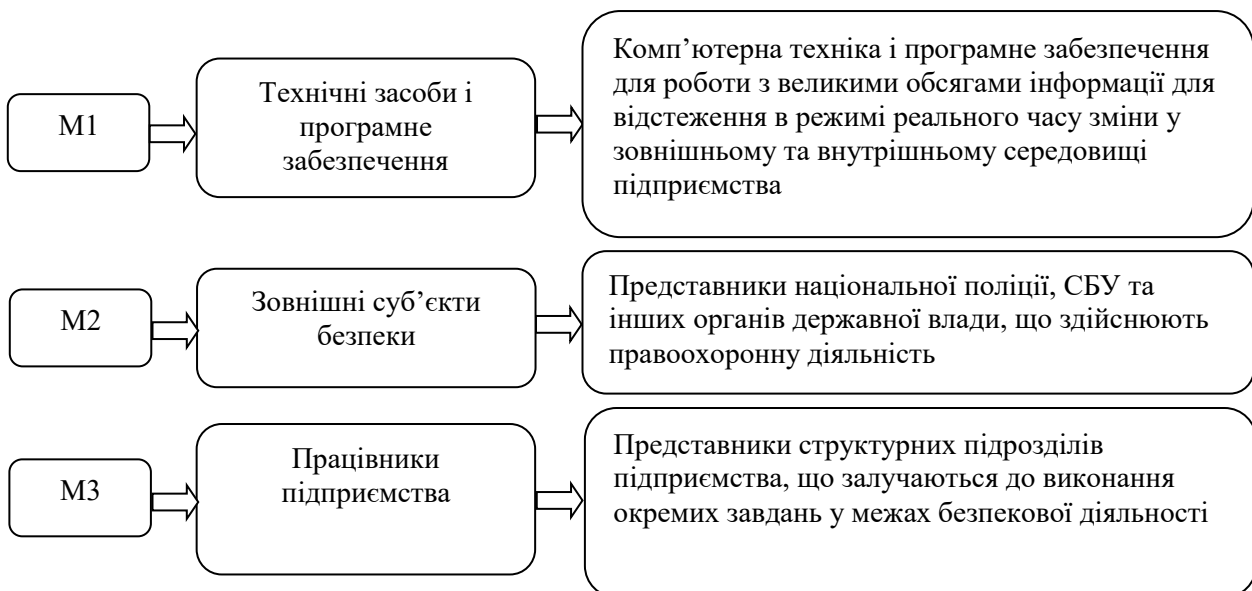 М1
Технічні засоби і
програмне
забезпечення
Комп’ютерна техніка і програмне забезпечення
для роботи з великими обсягами інформації для
відстеження в режимі реального часу зміни у
зовнішньому та внутрішньому середовищі
підприємства
М2
Зовнішні суб’єкти
безпеки
Представники національної поліції, СБУ та
інших органів державної влади, що здійснюють
правоохоронну діяльність
М3
Працівники
підприємства
Представники структурних підрозділів
підприємства, що залучаються до виконання
окремих завдань у межах безпекової діяльності